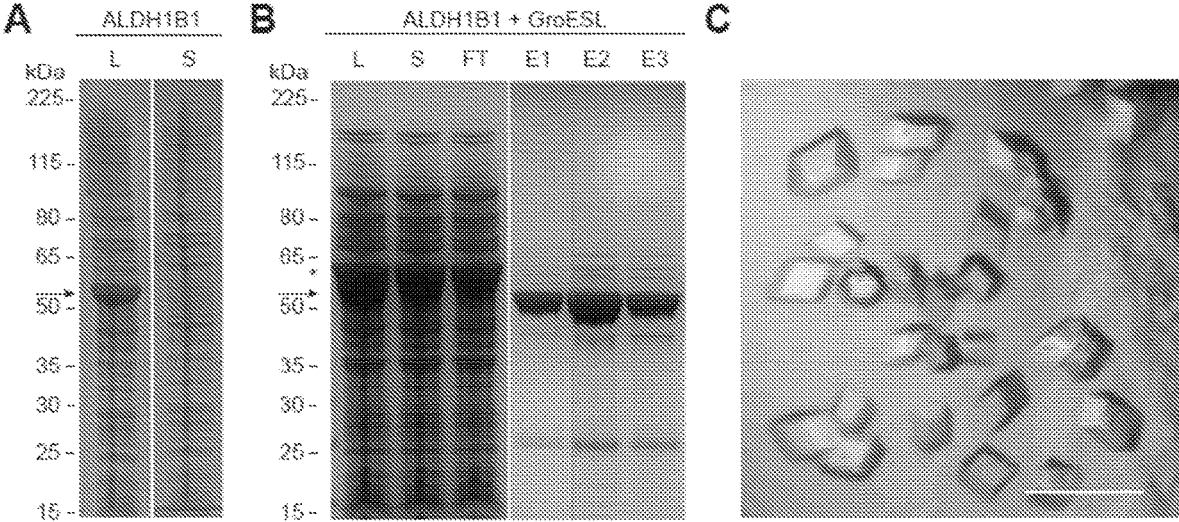 A ALDH1B1 B ALDH1B1 + GroESL C
L S L S FT E1 E2 E3
kDa kDa
225 - 225 -
115 - 115 -
80 - 80 -
65 - 65 -
*
50 - 50 -
35 - 35 -
30 - 30 -
25 - 25 -
15 - 15 -